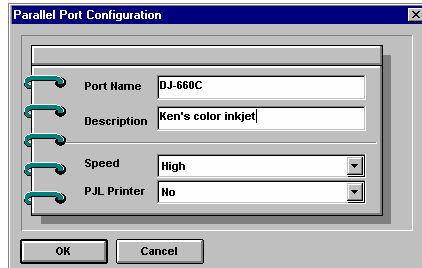 Parallel Port Configuration
Port Name DJ-660C
Description Ken's color inkjet
Speed High
PJL Printer No
OK Cancel